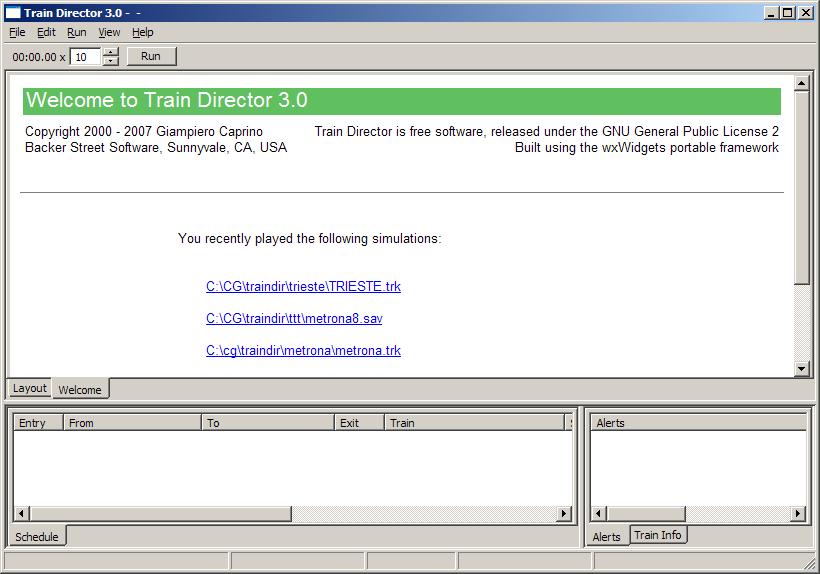 Train Director 3.0 - -
File Edit Run View Help
00:00.00 x 10 Run
Welcome to Train Director 3.0
Copyright 2000 - 2007 Giampiero Caprino Train Director is free software, released under the GNU General Public License 2
Backer Street Software, Sunnyvale, CA, USA Built using the wxWidgets portable framework
You recently played the following simulations:
C:\CG\traindir\trieste\TRIESTE.trk
C:\CG\traindir\ttt\metrona8.sav
C:\cg\traindir\metrona\metrona.trk
Layout Welcome
Entry From To Exit Train Alerts
Schedule Alerts Train Info